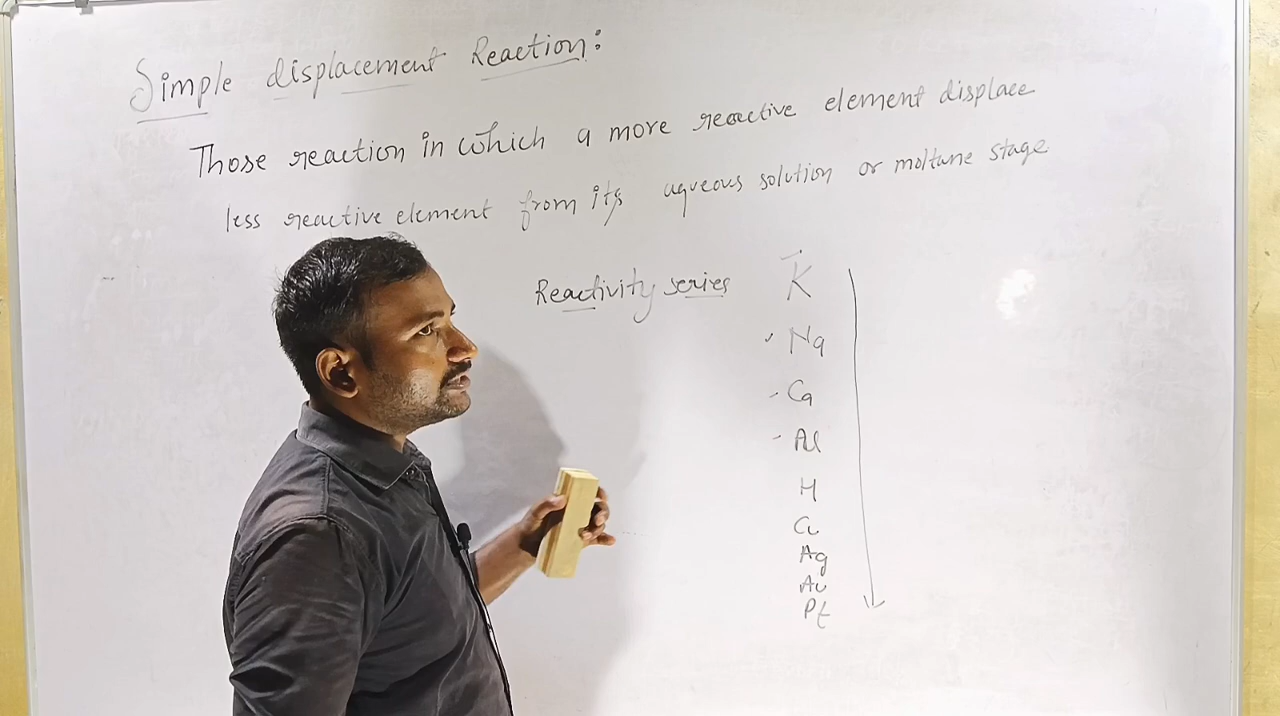 Simple displacement Reaction:
Those reaction in which a more reactive element displace
less reactive element from its aqueous solution or moltune stage
Reactivity series
K
Na
Ca
Al
H
Cu
Ag
Au
Pt